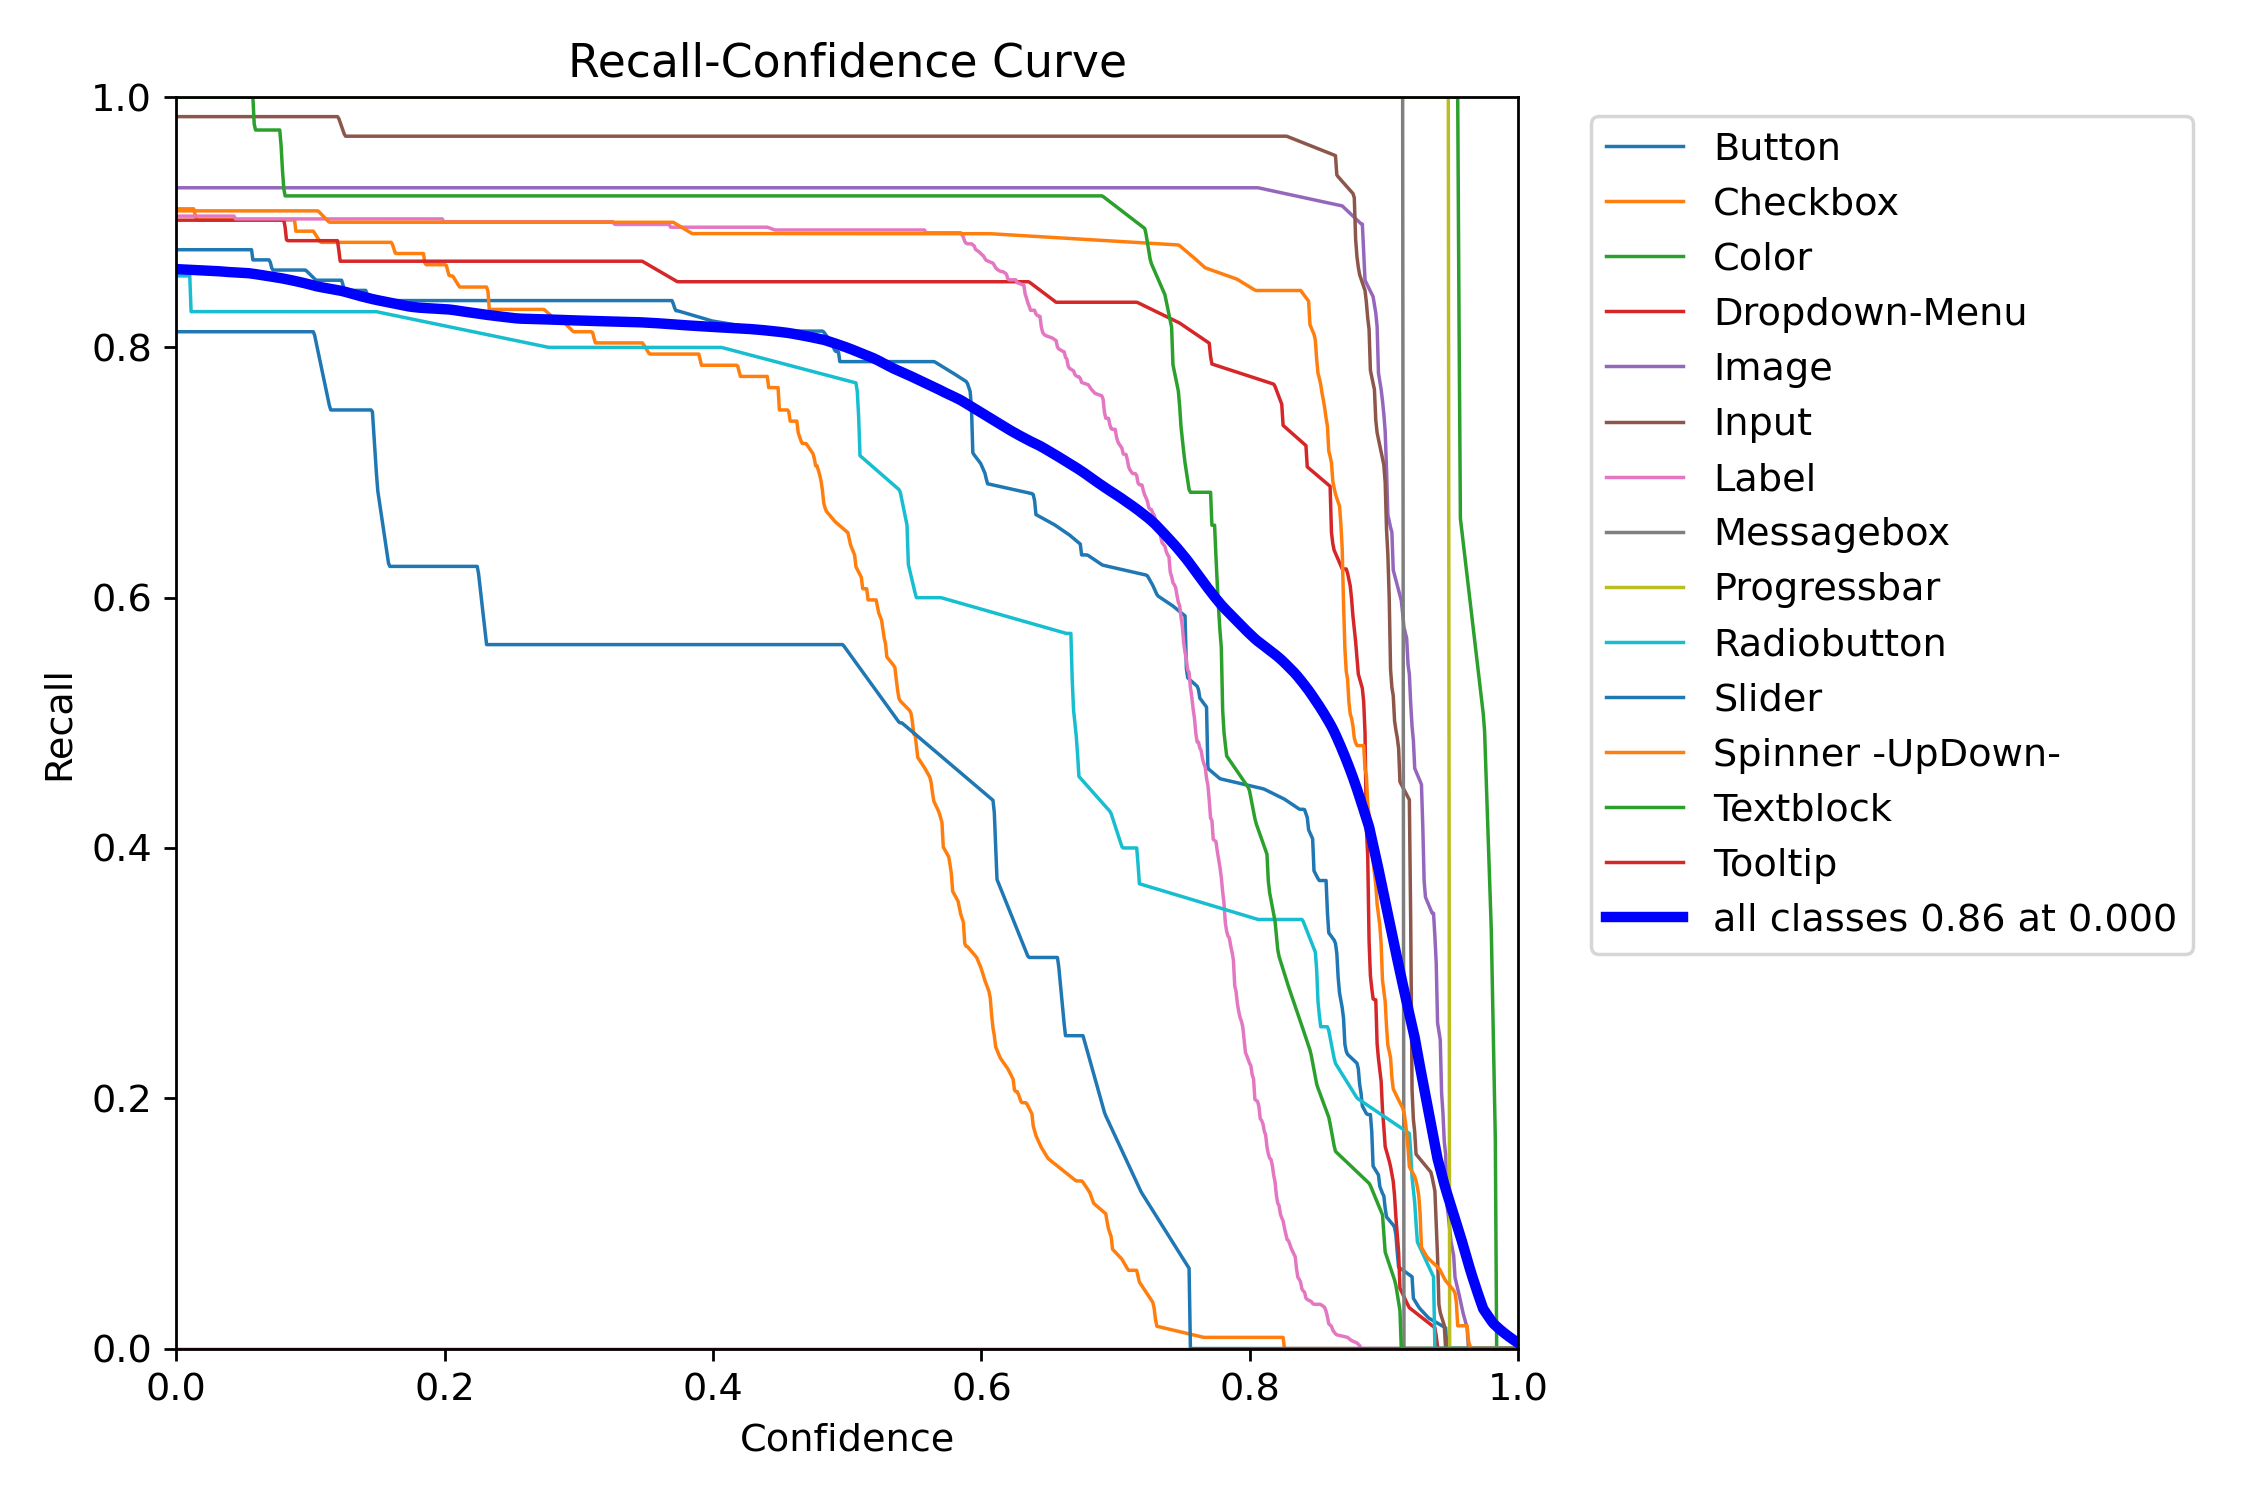 Recall-Confidence Curve
1.0
0.8
0.6
0.4
0.2
0.0
Recall
0.0 0.2 0.4 0.6 0.8 1.0
Confidence
Button
Checkbox
Color
Dropdown-Menu
Image
Input
Label
Messagebox
Progressbar
Radiobutton
Slider
Spinner -UpDown-
Textblock
Tooltip
all classes 0.86 at 0.000